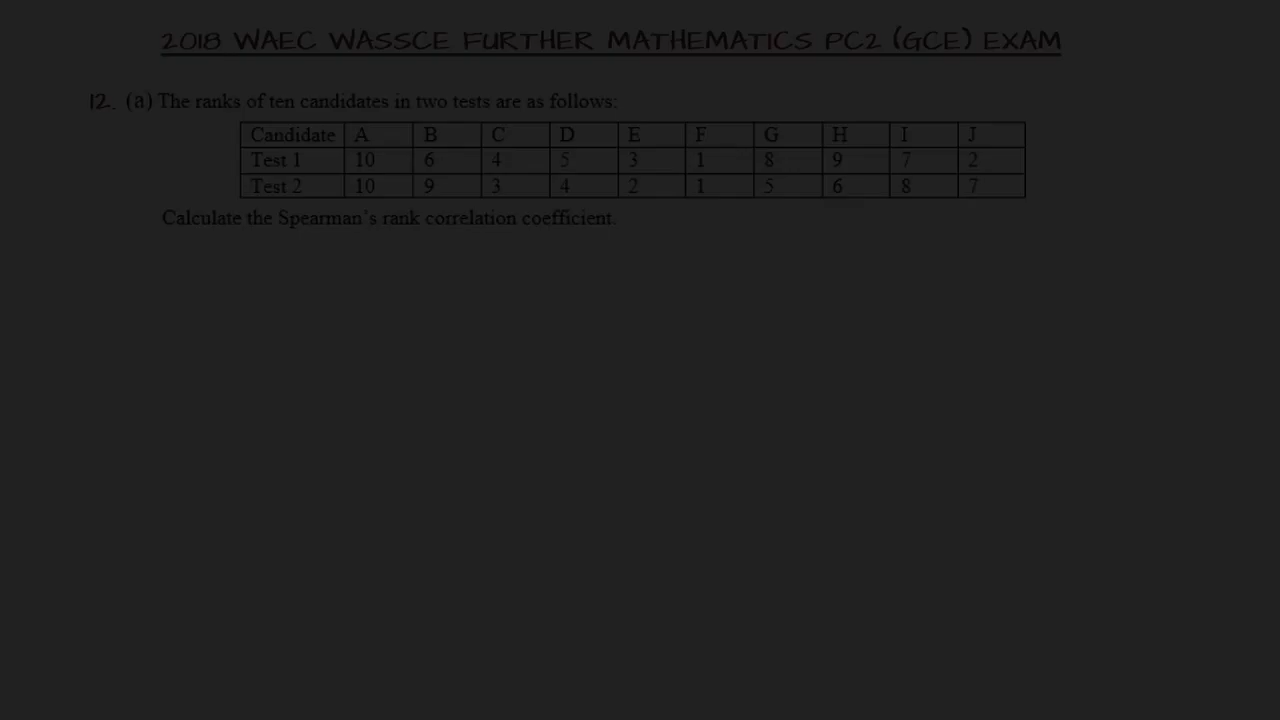 2018 WAEC WASSCE FURTHER MATHEMATICS PC2 (GCE) EXAM
12. (a) The ranks of ten candidates in two tests are as follows:
Candidate A B C D E F G H I J
Test 1 10 6 4 5 3 1 8 9 7 2
Test 2 10 9 3 4 2 1 5 6 8 7
Calculate the Spearman's rank correlation coefficient.